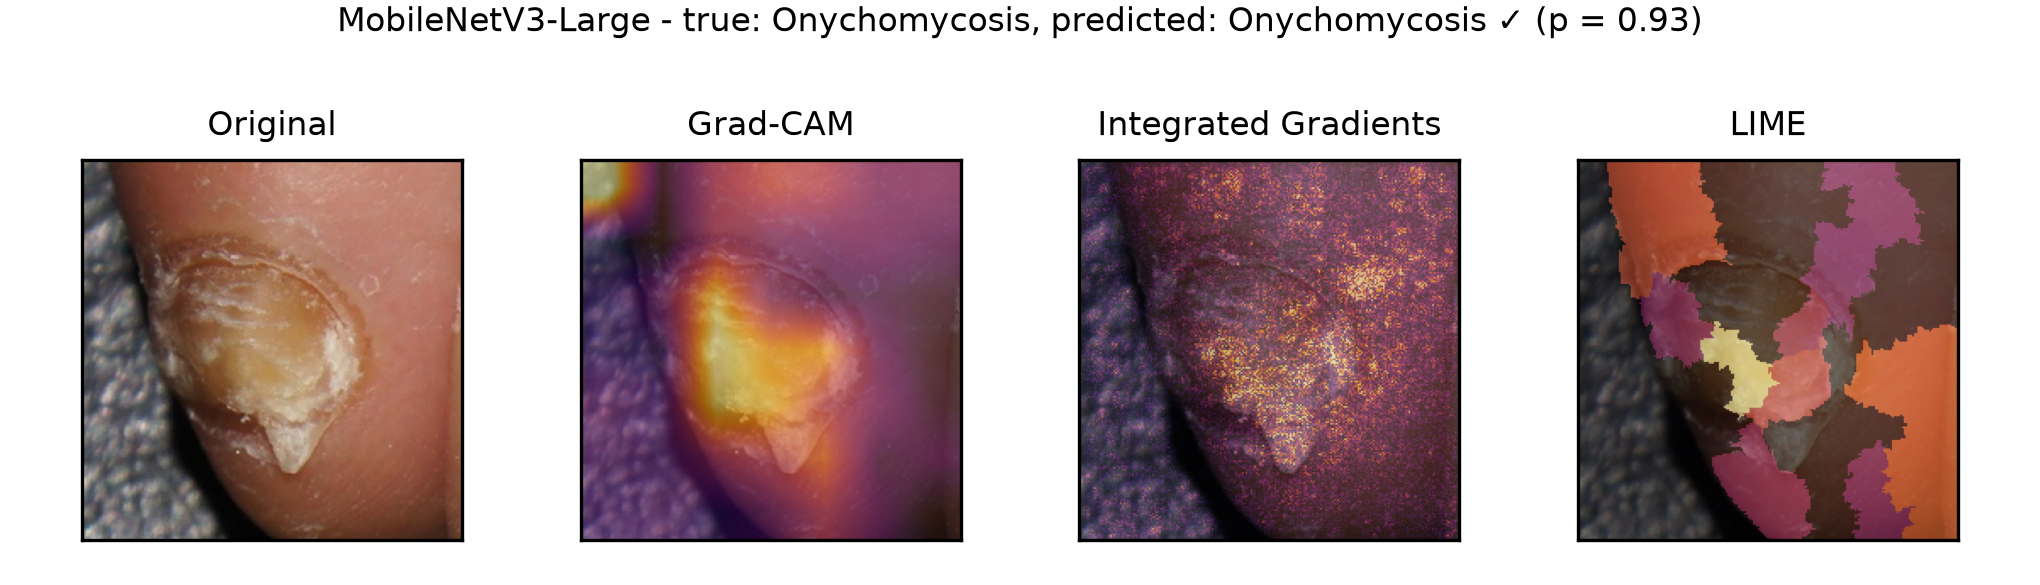 MobileNetV3-Large - true: Onychomycosis, predicted: Onychomycosis ✓ (p = 0.93)
Original
Grad-CAM
Integrated Gradients
LIME